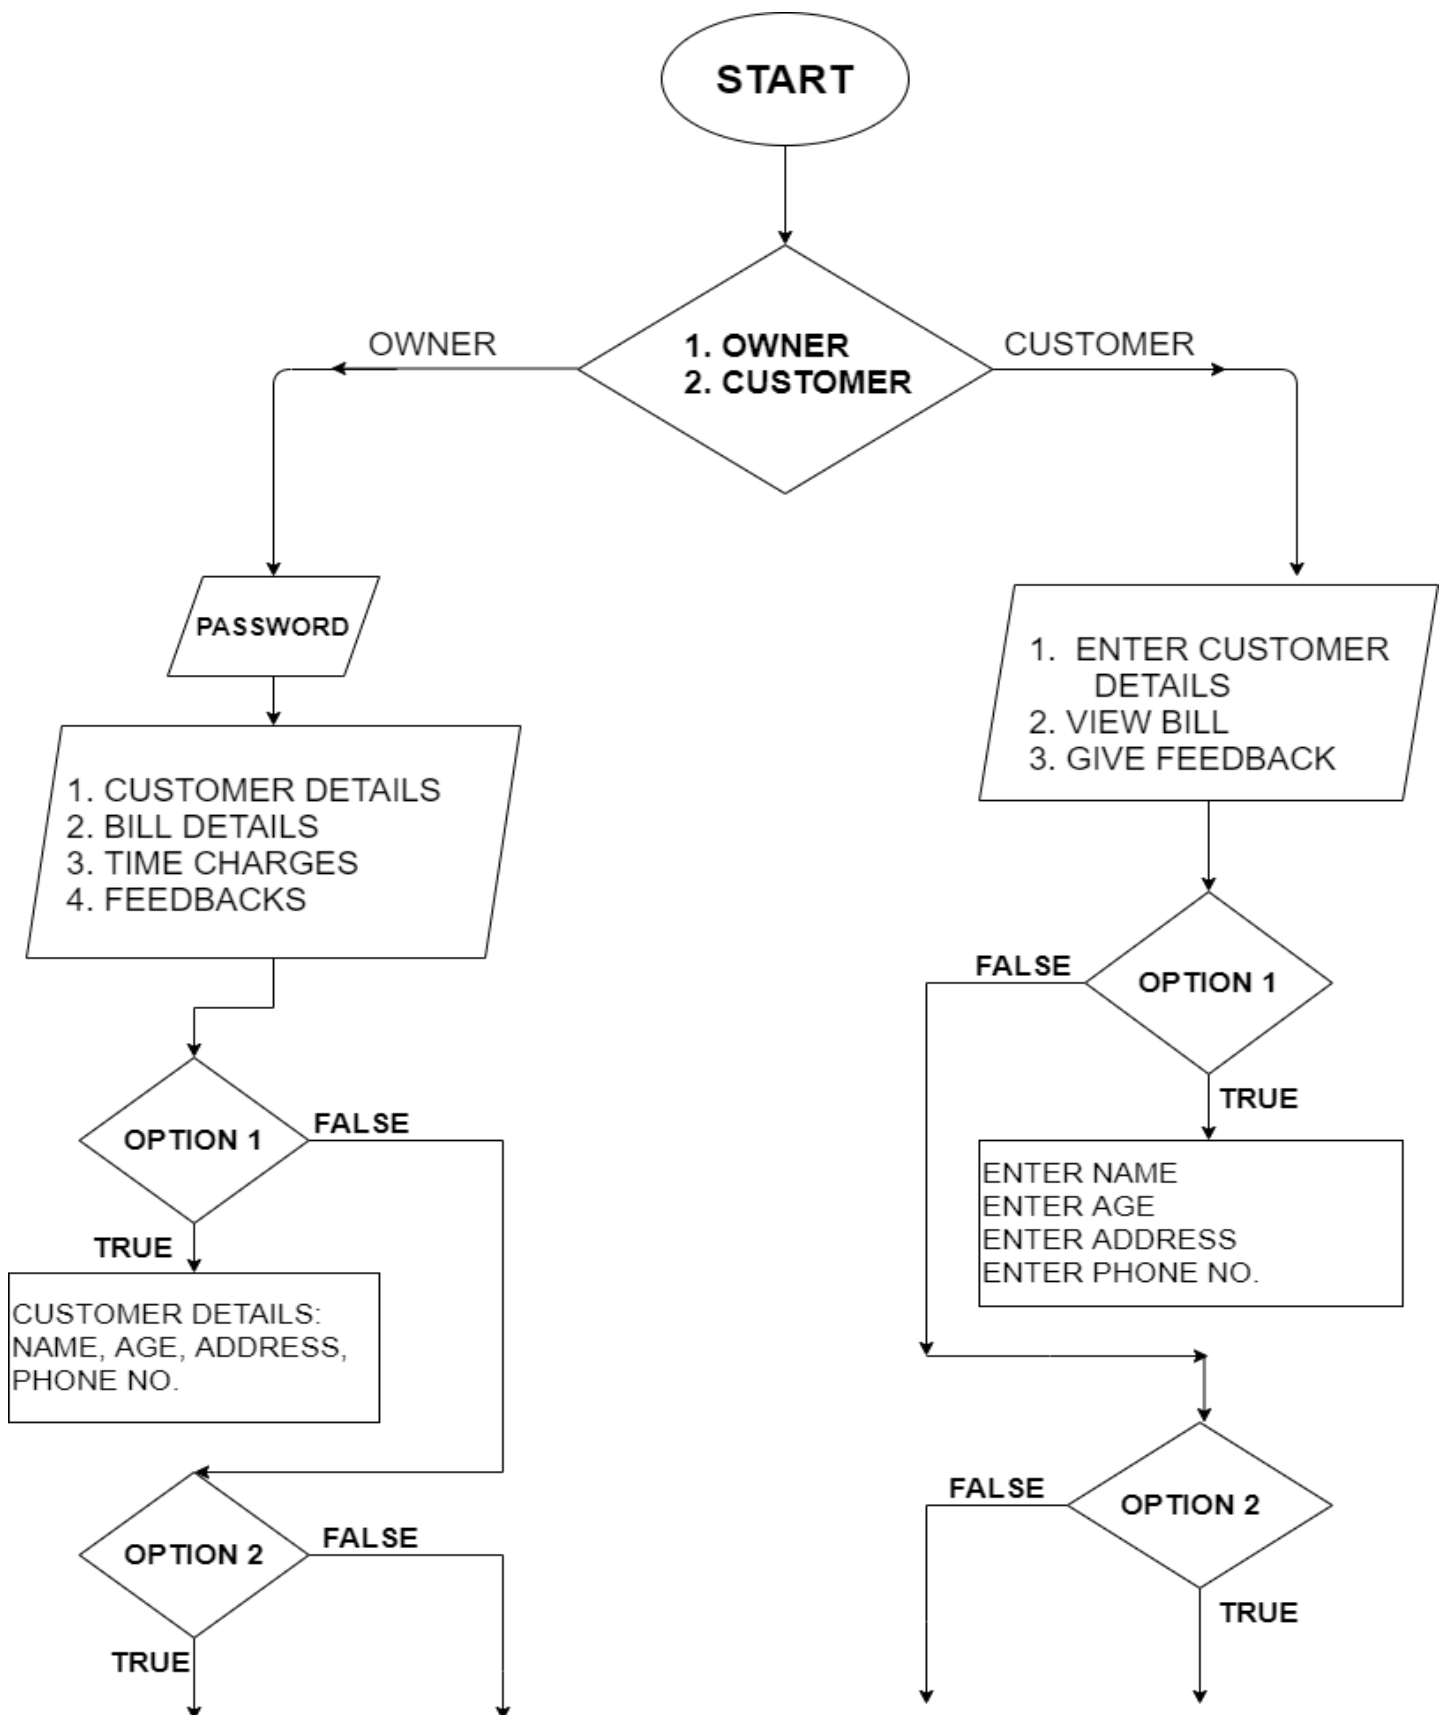 START
OWNER
1. OWNER
2. CUSTOMER
CUSTOMER
PASSWORD
1. CUSTOMER DETAILS
2. BILL DETAILS
3. TIME CHARGES
4. FEEDBACKS
OPTION 1
FALSE
TRUE
CUSTOMER DETAILS:
NAME, AGE, ADDRESS,
PHONE NO.
OPTION 2
FALSE
TRUE
1. ENTER CUSTOMER
DETAILS
2. VIEW BILL
3. GIVE FEEDBACK
FALSE
OPTION 1
TRUE
ENTER NAME
ENTER AGE
ENTER ADDRESS
ENTER PHONE NO.
FALSE
OPTION 2
TRUE